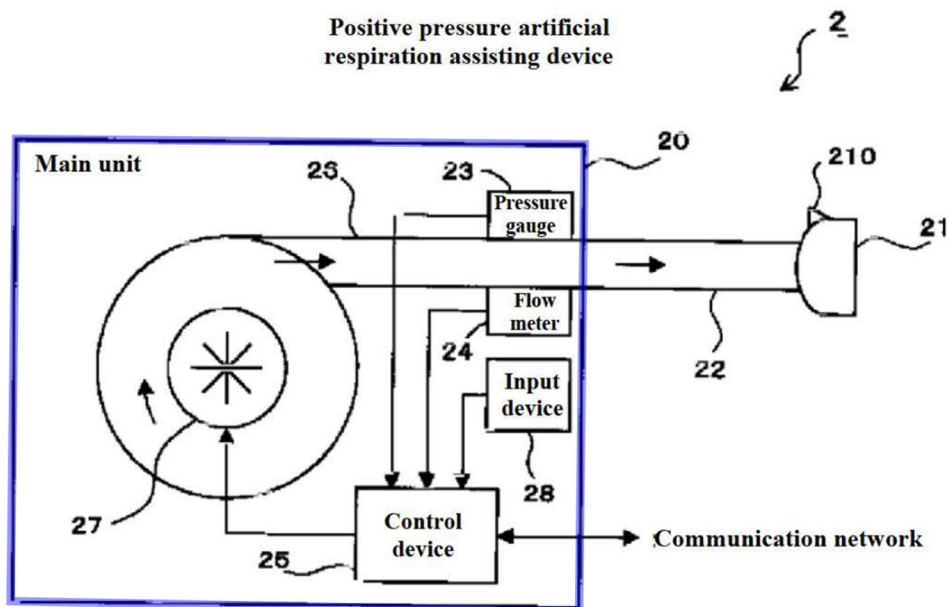 Positive pressure artificial
respiration assisting device
2
Main unit
26
23
20
210
Pressure
gauge
21
Flow
meter
24
22
Input
device
27
28
Control
device
25
Communication network